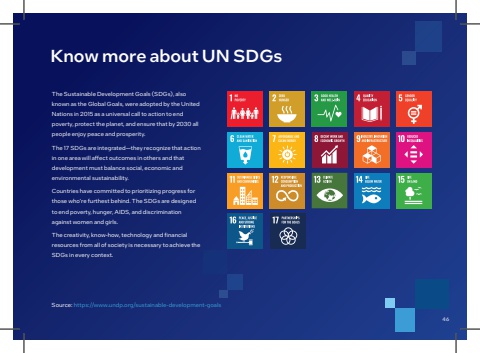 Know more about UN SDGs
The Sustainable Development Goals (SDGs), also
known as the Global Goals, were adopted by the United
Nations in 2015 as a universal call to action to end
poverty, protect the planet, and ensure that by 2030 all
people enjoy peace and prosperity.
The 17 SDGs are integrated—they recognize that action
in one area will affect outcomes in others and that
development must balance social, economic and
environmental sustainability.
Countries have committed to prioritizing progress for
those who're furthest behind. The SDGs are designed
to end poverty, hunger, AIDS, and discrimination
against women and girls.
The creativity, know-how, technology and financial
resources from all of society is necessary to achieve the
SDGs in every context.
1 NO POVERTY
2 ZERO HUNGER
3 GOOD HEALTH AND WELL-BEING
4 QUALITY EDUCATION
5 GENDER EQUALITY
6 CLEAN WATER AND SANITATION
7
8 DECENT WORK AND ECONOMIC GROWTH
9 INDUSTRY, INNOVATION AND INFRASTRUCTURE
10 REDUCED INEQUALITIES
11 SUSTAINABLE CITIES AND COMMUNITIES
12 RESPONSIBLE CONSUMPTION AND PRODUCTION
13 CLIMATE ACTION
14 LIFE BELOW WATER
15 LIFE ON LAND
16 PEACE, JUSTICE AND STRONG INSTITUTIONS
17 PARTNERSHIPS FOR THE GOALS
Source: https://www.undp.org/sustainable-development-goals
46